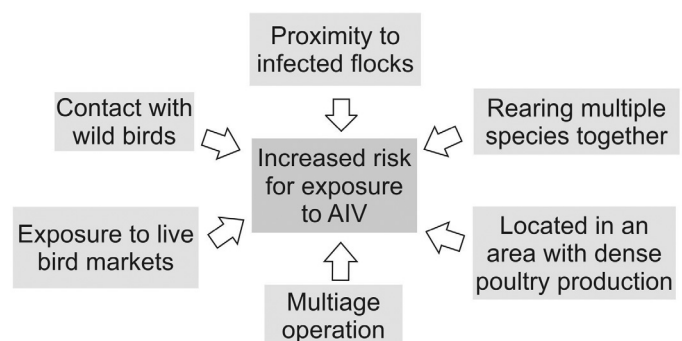 Proximity to
infected flocks
Contact with
wild birds
Rearing multiple
species together
Increased risk
for exposure
to AIV
Exposure to live
bird markets
Located in an
area with dense
poultry production
Multiage
operation